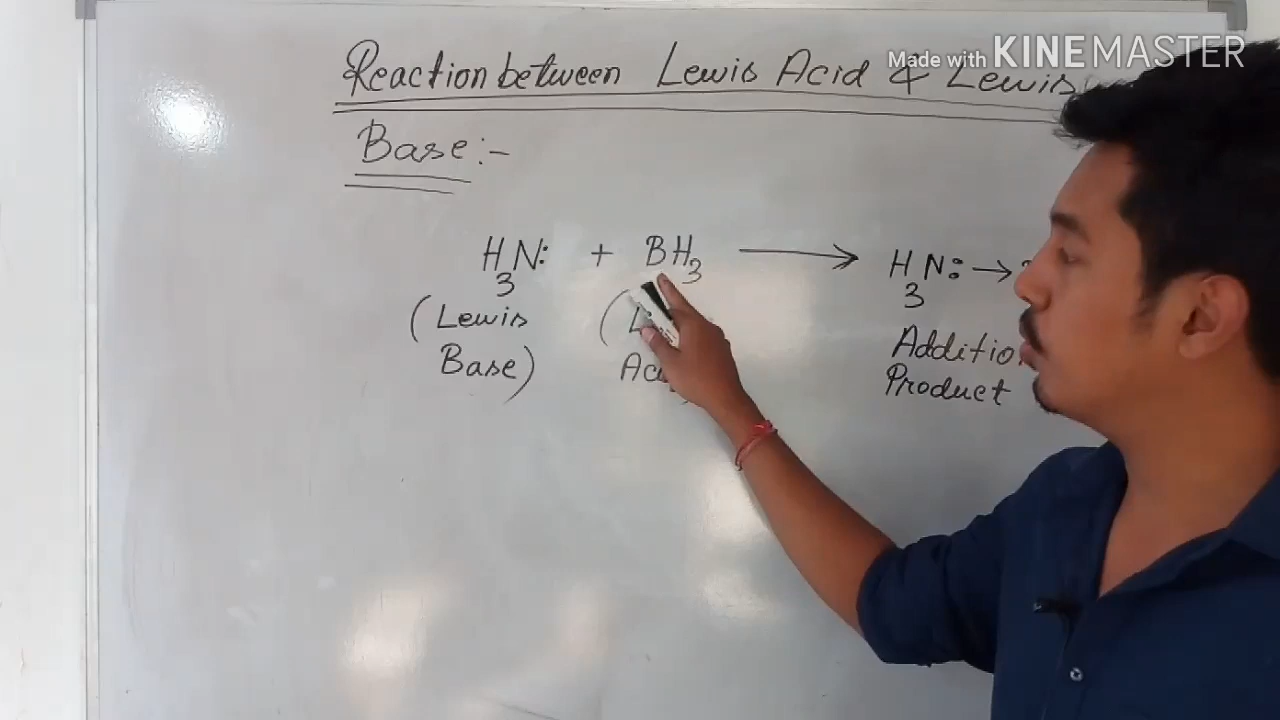 Made with KINEMASTER
Reaction between Lewis Acid & Lewis
Base:-
H3N: + BH3 → H3N: →
(Lewis
Base)
Addition
Product